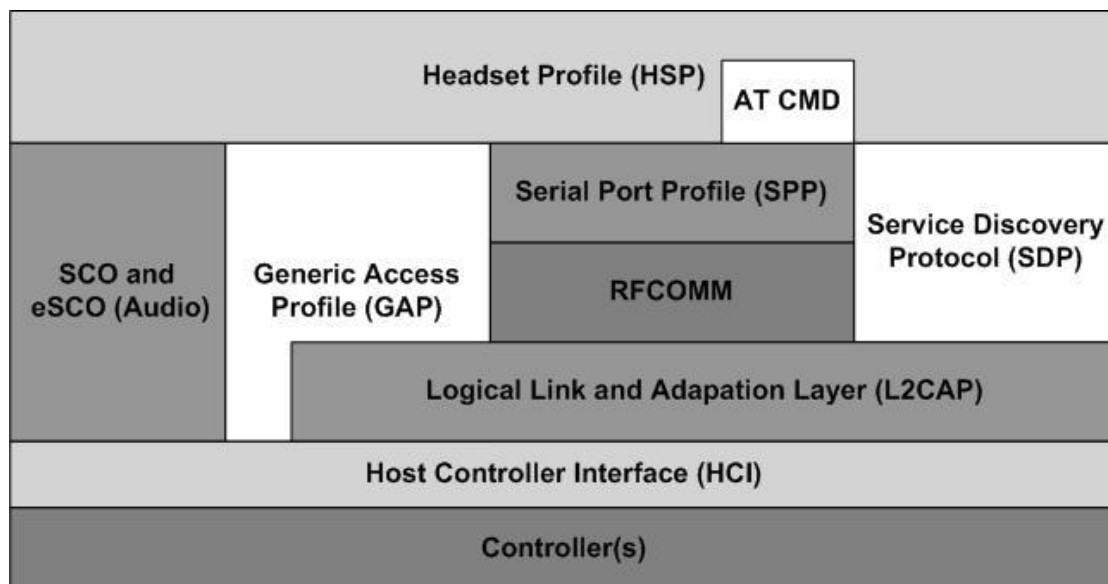 Headset Profile (HSP)
AT CMD
Serial Port Profile (SPP)
Service Discovery
Protocol (SDP)
SCO and
eSCO (Audio)
Generic Access
Profile (GAP)
RFCOMM
Logical Link and Adapation Layer (L2CAP)
Host Controller Interface (HCI)
Controller(s)